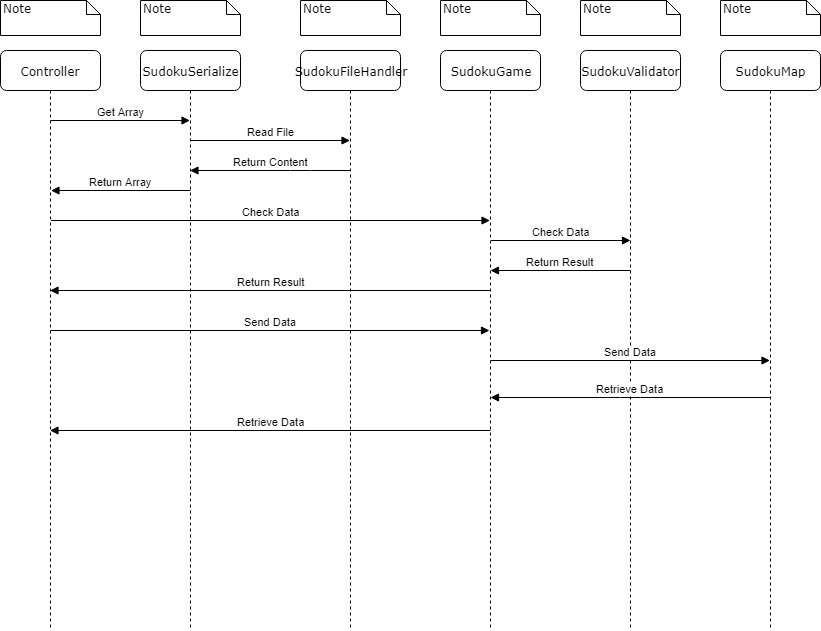 Note
Note
Note
Note
Note
Note
Controller
SudokuSerialize
SudokuFileHandler
SudokuGame
SudokuValidator
SudokuMap
Get Array
Read File
Return Content
Return Array
Check Data
Check Data
Return Result
Return Result
Send Data
Send Data
Retrieve Data
Retrieve Data